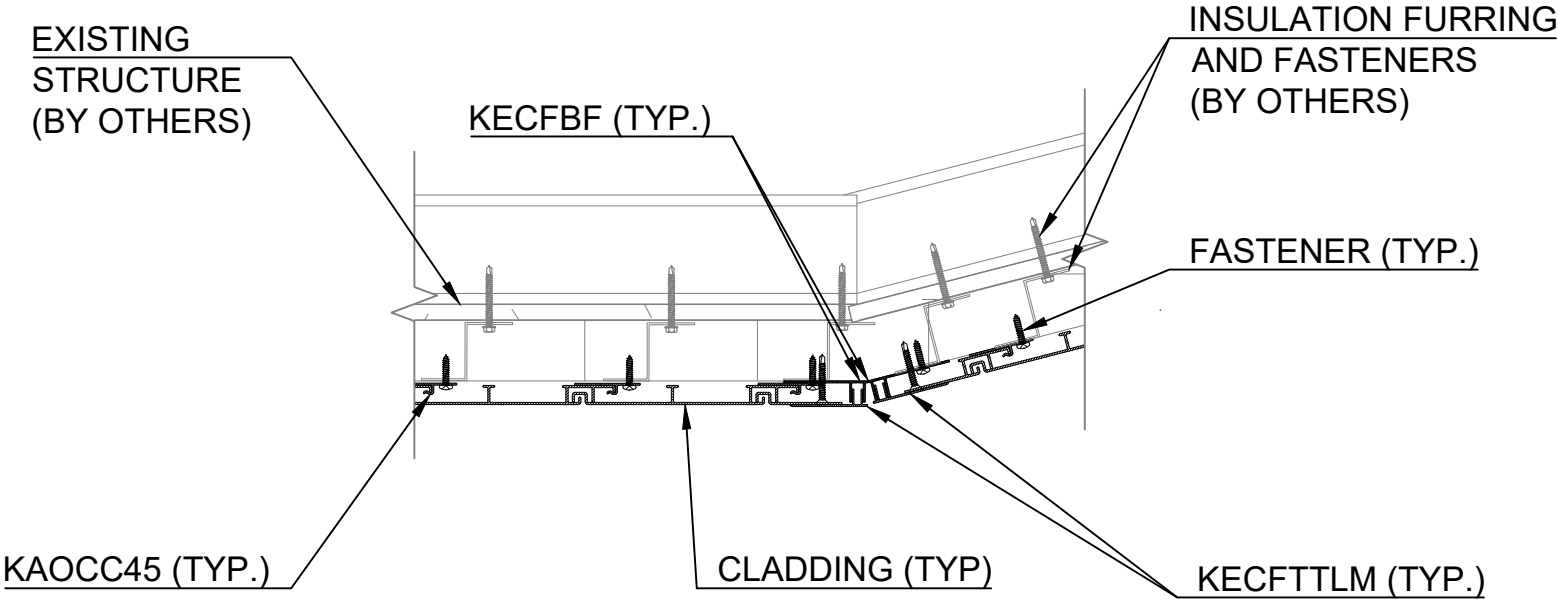 EXISTING
STRUCTURE
(BY OTHERS)
KECFBF (TYP.)
INSULATION FURRING
AND FASTENERS
(BY OTHERS)
FASTENER (TYP.)
KAOCC45 (TYP.)
CLADDING (TYP)
KECFTTLM (TYP.)